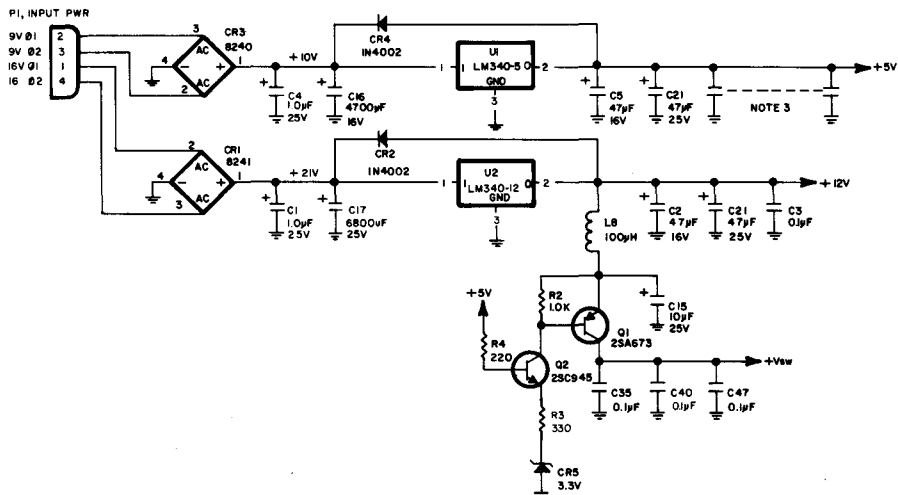 P1, INPUT PWR
9V Ø1 2
9V Ø2 3
16V Ø1 1
16 Ø2 4
3
AC
4 − + 1
AC
2
CR3
8240
+10V
+ C4
1.0µF
25V
+ C16
4700µF
16V
CR4
1N4002
U1
1 1 LM340-5 O 2
GND
3
+ C5
47µF
16V
+ C21
47µF
25V
NOTE 3
+5V
2
AC
4 − + 1
AC
3
CR1
8241
+ 21V
+ C1
1.0µF
25V
+ C17
6800µF
25V
CR2
1N4002
U2
1 1 LM340-12 O 2
GND
3
+ C2
47µF
16V
+ C21
47µF
25V
C3
0.1µF
+ 12V
L8
100µH
+5V
R4
220
R2
1.0K
Q2
2SC945
Q1
2SA673
+ C15
10µF
25V
+Vsw
C35
0.1µF
C40
0.1µF
C47
0.1µF
R3
330
CR5
3.3V